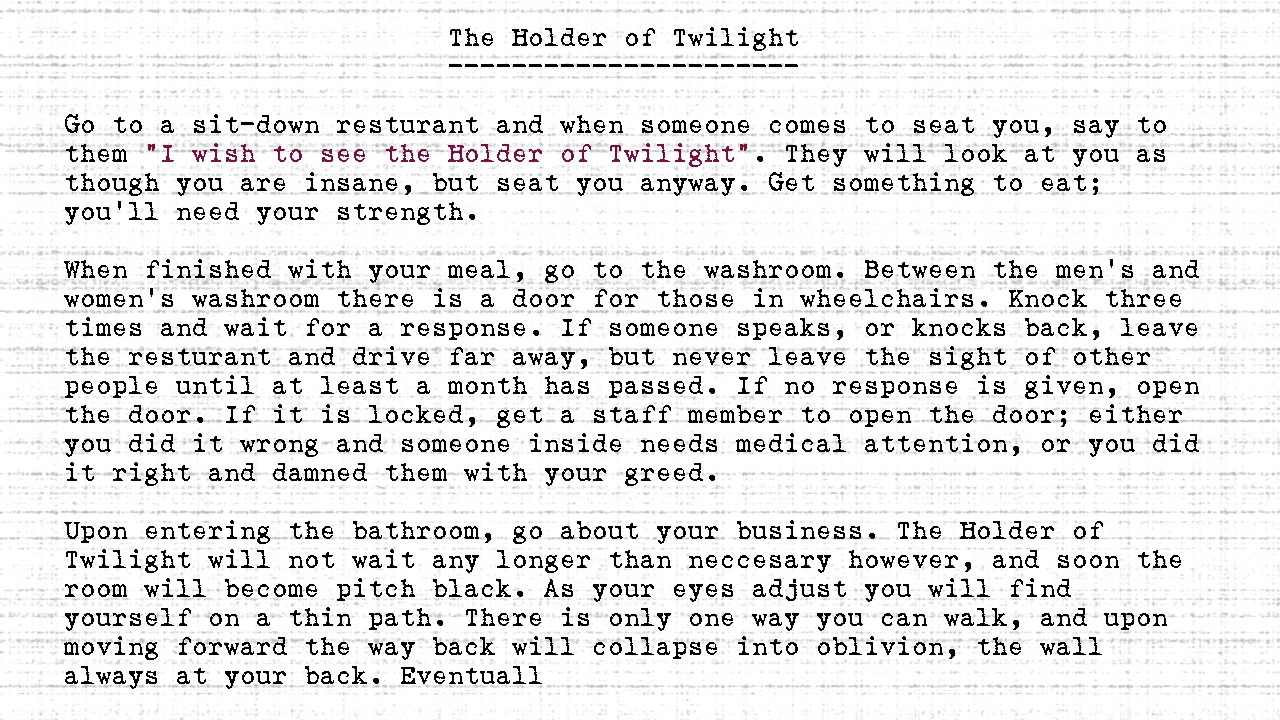 The Holder of Twilight
----------------------
Go to a sit-down resturant and when someone comes to seat you, say to
them "I wish to see the Holder of Twilight". They will look at you as
though you are insane, but seat you anyway. Get something to eat;
you'll need your strength.
When finished with your meal, go to the washroom. Between the men's and
women's washroom there is a door for those in wheelchairs. Knock three
times and wait for a response. If someone speaks, or knocks back, leave
the resturant and drive far away, but never leave the sight of other
people until at least a month has passed. If no response is given, open
the door. If it is locked, get a staff member to open the door; either
you did it wrong and someone inside needs medical attention, or you did
it right and damned them with your greed.
Upon entering the bathroom, go about your business. The Holder of
Twilight will not wait any longer than neccesary however, and soon the
room will become pitch black. As your eyes adjust you will find
yourself on a thin path. There is only one way you can walk, and upon
moving forward the way back will collapse into oblivion, the wall
always at your back. Eventuall